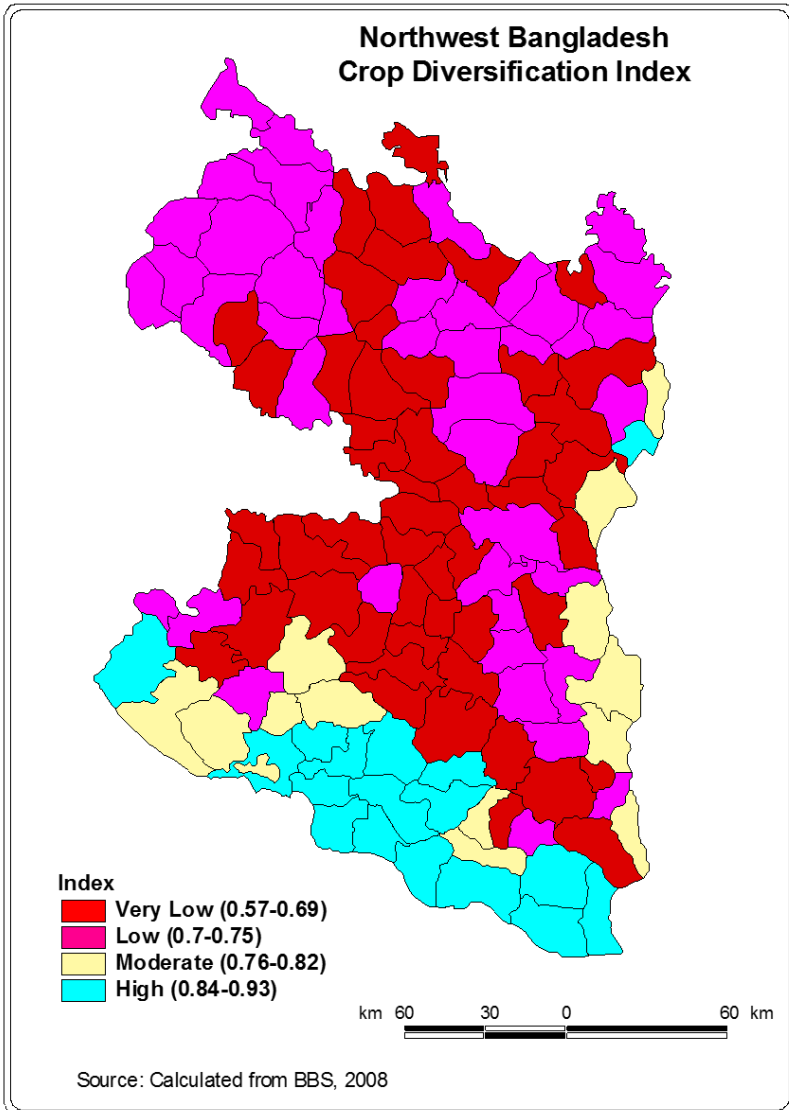 Northwest Bangladesh
Crop Diversification Index
Index
Very Low (0.57-0.69)
Low (0.7-0.75)
Moderate (0.76-0.82)
High (0.84-0.93)
km 60 30 0 60 km
Source: Calculated from BBS, 2008